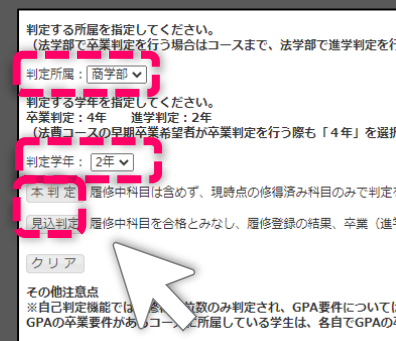 判定する所属を指定してください。
（法学部で卒業判定を行う場合はコースまで、法学部で進学判定を行
判定所属： 商学部
判定する学年を指定してください。
卒業判定：4年 進学判定：2年
（法曹コースの早期卒業希望者が卒業判定を行う際も「４年」を選択
判定学年： 2年
本 判 定 履修中科目は含めず、現時点の修得済み科目のみで判定を
見込判定 履修中科目を合格とみなし、履修登録の結果、卒業（進学
クリア
その他注意点
※自己判定機能では 位数のみ判定され、GPA要件について
GPAの卒業要件がある に所属している学生は、各自でGPAの卒